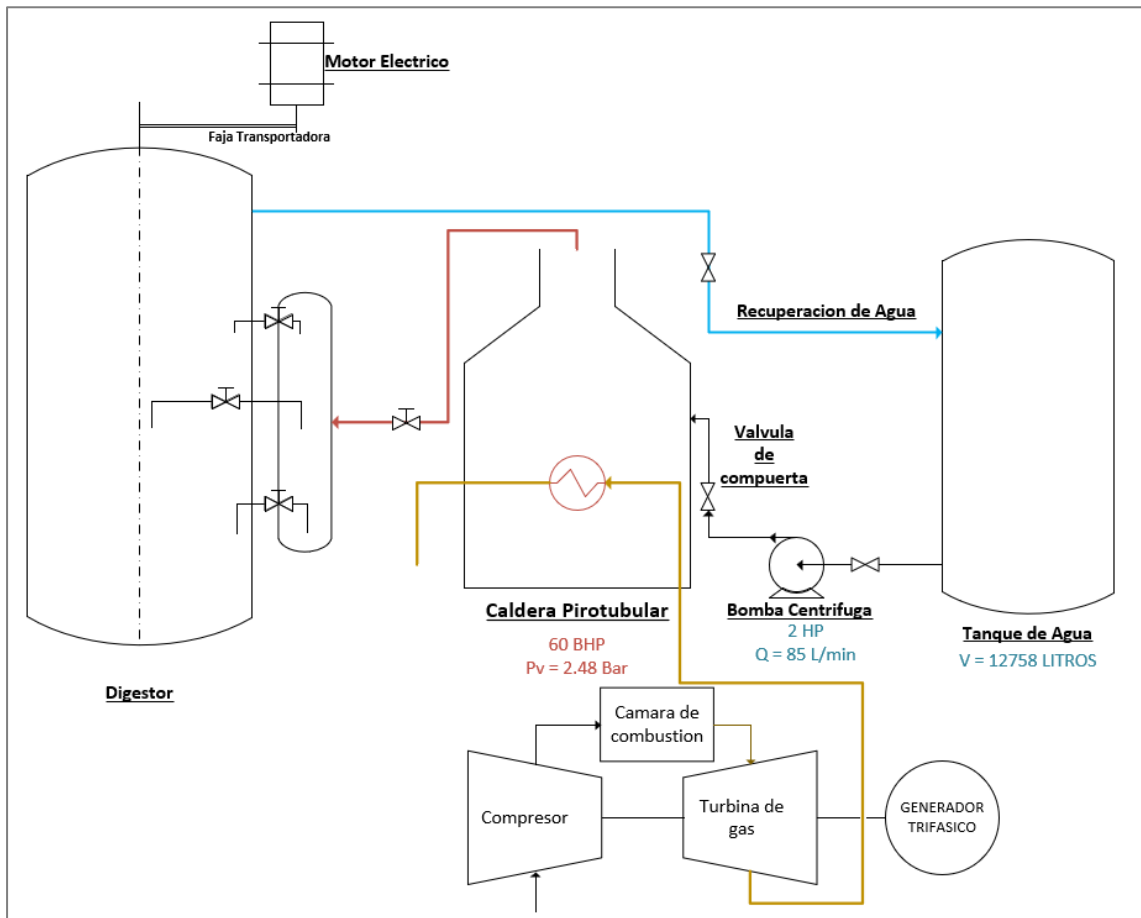 Motor Electrico
Faja Transportadora
Recuperacion de Agua
Valvula
de
compuerta
Caldera Pirotubular
60 BHP
Pv = 2.48 Bar
Bomba Centrifuga
2 HP
Q = 85 L/min
Tanque de Agua
V = 12758 LITROS
Digestor
Camara de
combustion
Compresor
Turbina de
gas
GENERADOR
TRIFASICO